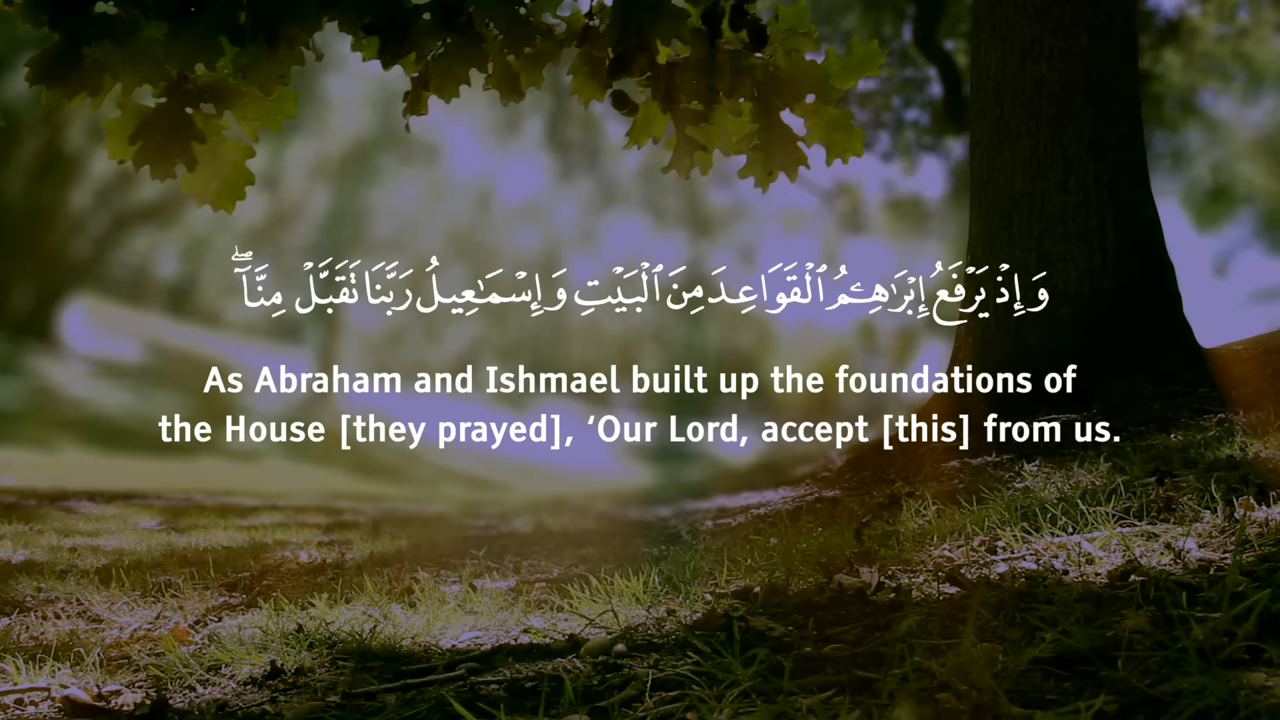 وَإِذْ يَرْفَعُ إِبْرَٰهِـۧمُ ٱلْقَوَاعِدَ مِنَ ٱلْبَيْتِ وَإِسْمَـٰعِيلُ رَبَّنَا تَقَبَّلْ مِنَّآ ۖ
As Abraham and Ishmael built up the foundations of
the House [they prayed], ‘Our Lord, accept [this] from us.